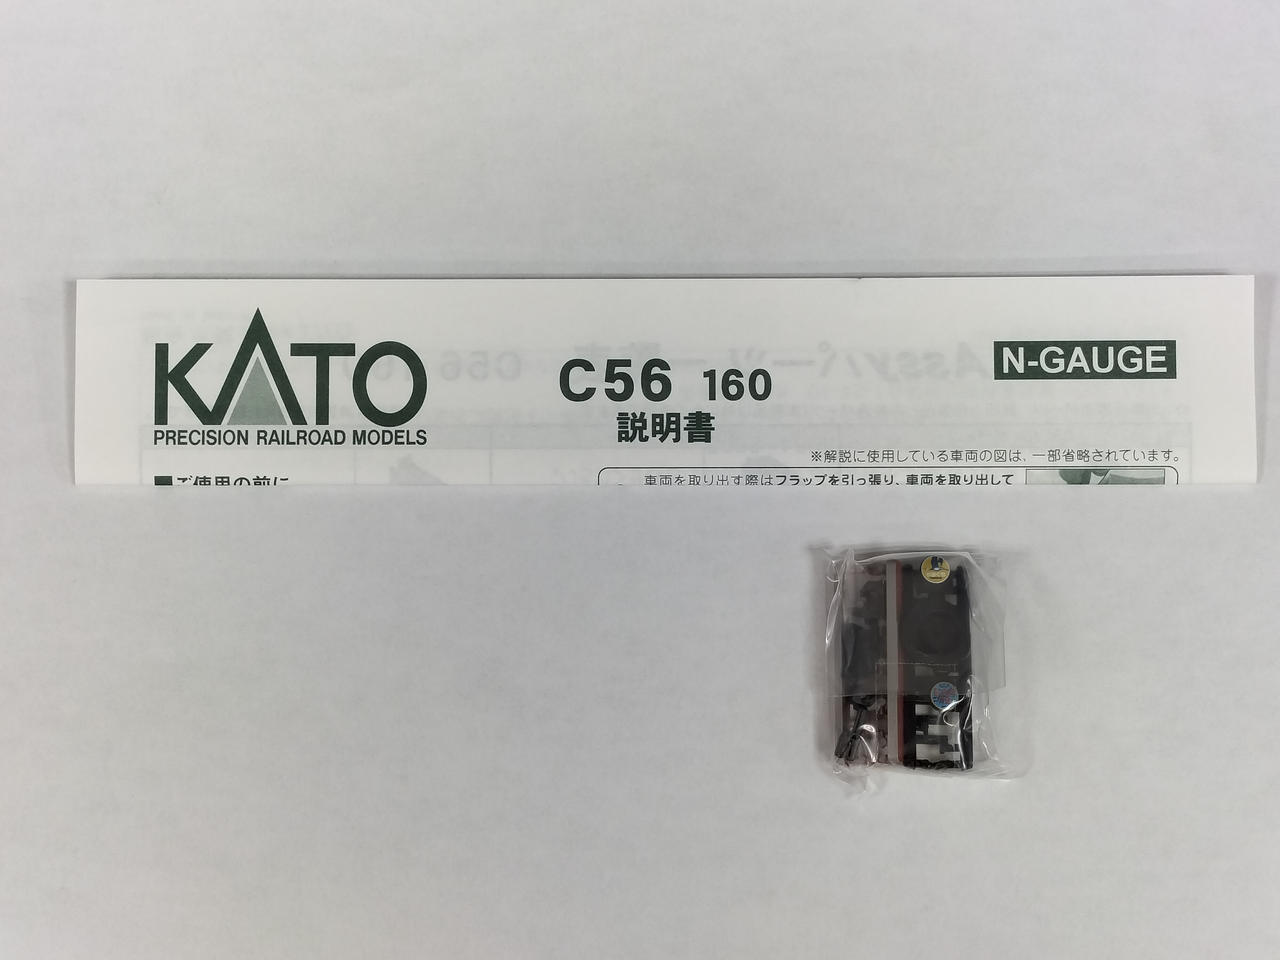 KATO
PRECISION RAILROAD MODELS
C56 160
説明書
N-GAUGE
※解説に使用している車両の図は、一部省略されています。
■ご使用の前に
車両を取り出す際はフラップを引っ張り、車両を取り出して